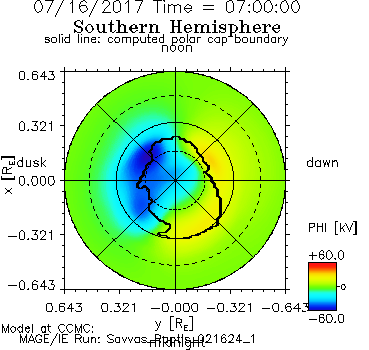 07/16/2017 Time = 07:00:00
Southern Hemisphere
solid line: computed polar cap boundary
noon
0.643
0.321
dusk
dawn
x [RE]
0.000
-0.321
-0.643
PHI [kV]
+60.0
0
-60.0
0.643 0.321 -0.000 -0.321 -0.643
y [RE]
Model at CCMC:
midnight
MAGE/IE Run: Savvas_ 021624_1